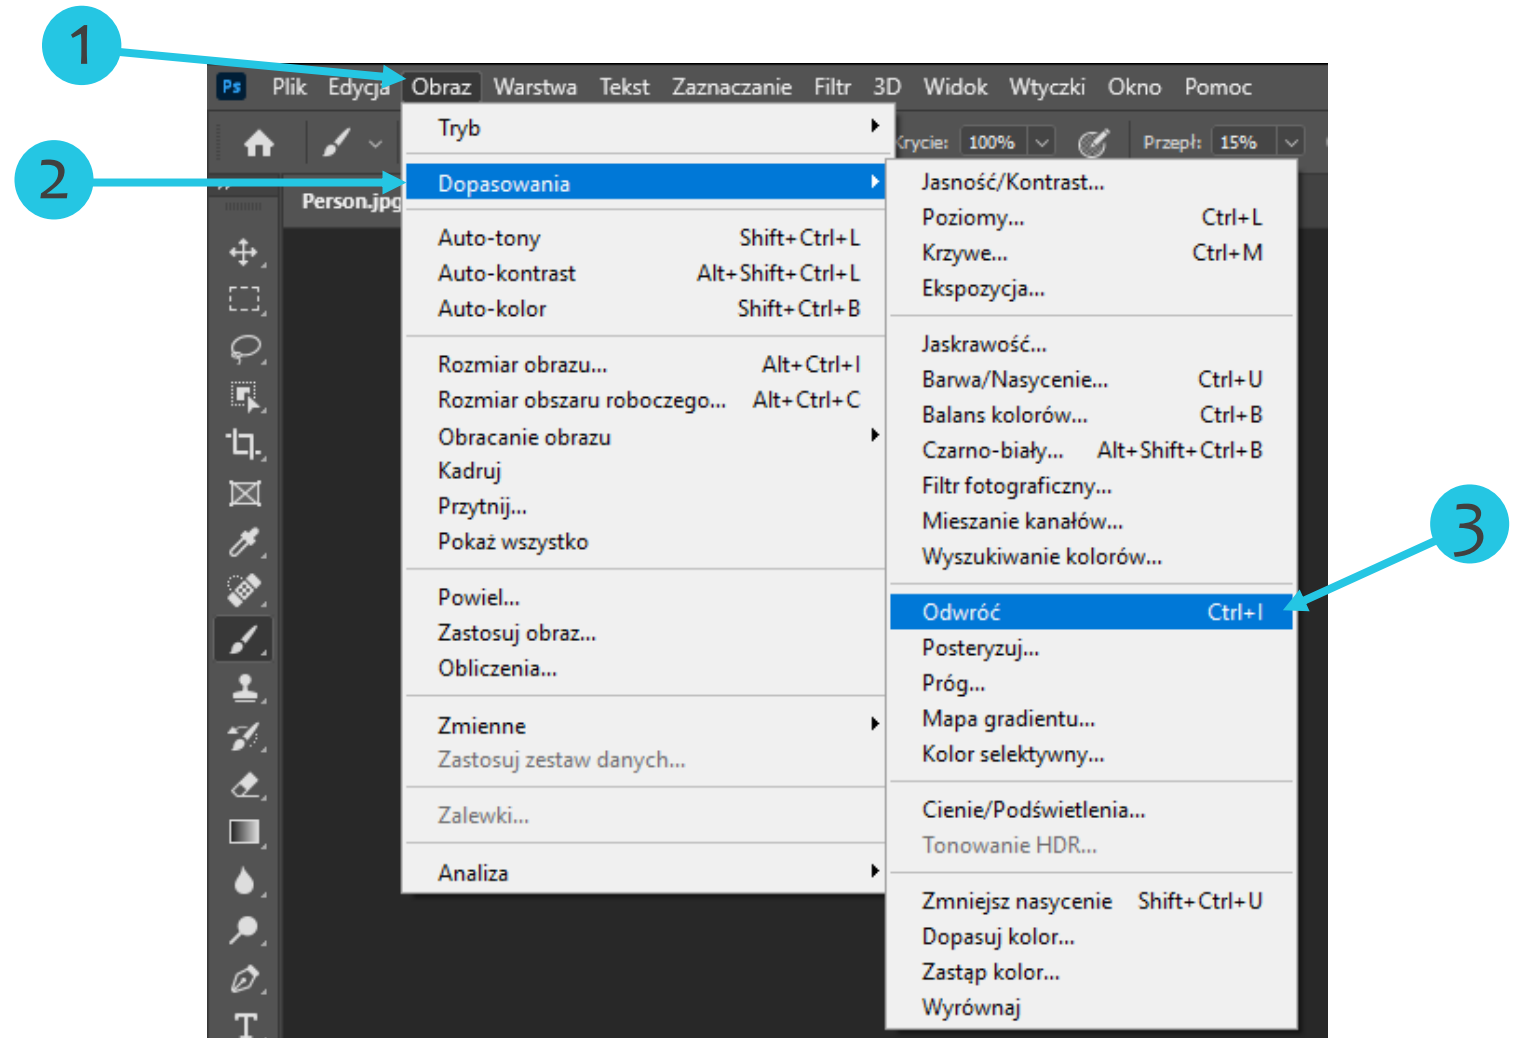 1
Ps Plik Edycja Obraz Warstwa Tekst Zaznaczanie Filtr 3D Widok Wtyczki Okno Pomoc
Krycie: 100% Przepł: 15%
2
Person.jpg
Tryb
Dopasowania
Auto-tony Shift+Ctrl+L
Auto-kontrast Alt+Shift+Ctrl+L
Auto-kolor Shift+Ctrl+B
Rozmiar obrazu... Alt+Ctrl+I
Rozmiar obszaru roboczego... Alt+Ctrl+C
Obracanie obrazu
Kadruj
Przytnij...
Pokaż wszystko
Powiel...
Zastosuj obraz...
Obliczenia...
Zmienne
Zastosuj zestaw danych...
Zalewki...
Analiza
Jasność/Kontrast...
Poziomy... Ctrl+L
Krzywe... Ctrl+M
Ekspozycja...
Jaskrawość...
Barwa/Nasycenie... Ctrl+U
Balans kolorów... Ctrl+B
Czarno-biały... Alt+Shift+Ctrl+B
Filtr fotograficzny...
Mieszanie kanałów...
Wyszukiwanie kolorów...
3
Odwróć Ctrl+I
Posteryzuj...
Próg...
Mapa gradientu...
Kolor selektywny...
Cienie/Podświetlenia...
Tonowanie HDR...
Zmniejsz nasycenie Shift+Ctrl+U
Dopasuj kolor...
Zastąp kolor...
Wyrównaj